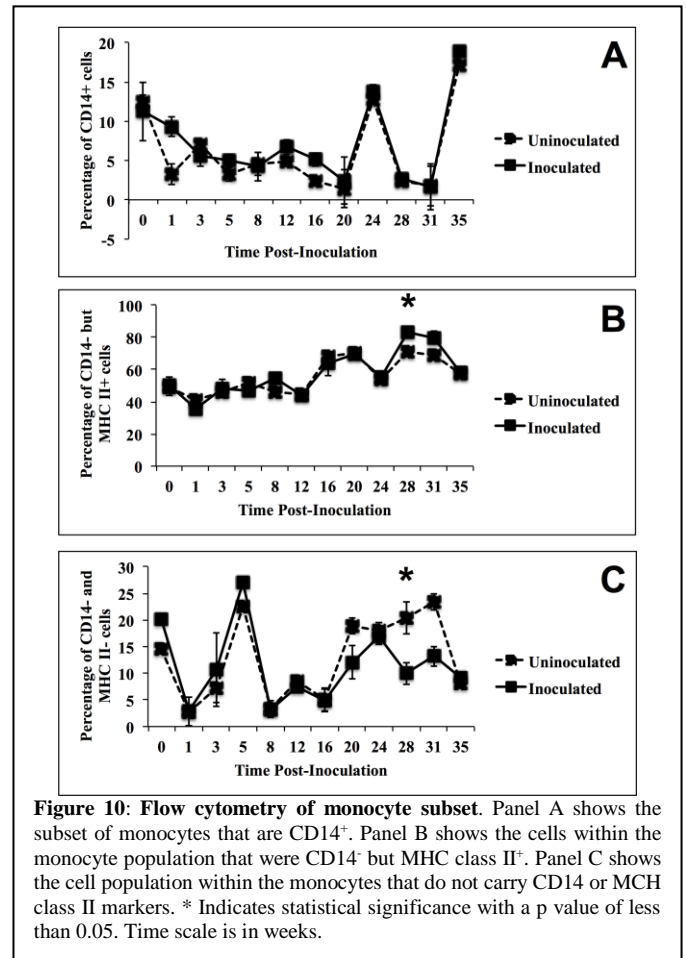 A
Percentage of CD14+ cells
20
15
10
5
0
-5
0 1 3 5 8 12 16 20 24 28 31 35
Time Post-Inoculation
Uninoculated
Inoculated
B
*
Percentage of CD14- but
MHC II+ cells
100
80
60
40
20
0
0 1 3 5 8 12 16 20 24 28 31 35
Time Post-Inoculation
Uninoculated
Inoculated
C
*
Percentage of CD14- and
MHC II- cells
30
25
20
15
10
5
0
0 1 3 5 8 12 16 20 24 28 31 35
Time Post-Inoculation
Uninoculated
Inoculated
Figure 10: Flow cytometry of monocyte subset. Panel A shows the
subset of monocytes that are CD14⁺. Panel B shows the cells within the
monocyte population that were CD14⁻ but MHC class II⁺. Panel C shows
the cell population within the monocytes that do not carry CD14 or MCH
class II markers. * Indicates statistical significance with a p value of less
than 0.05. Time scale is in weeks.